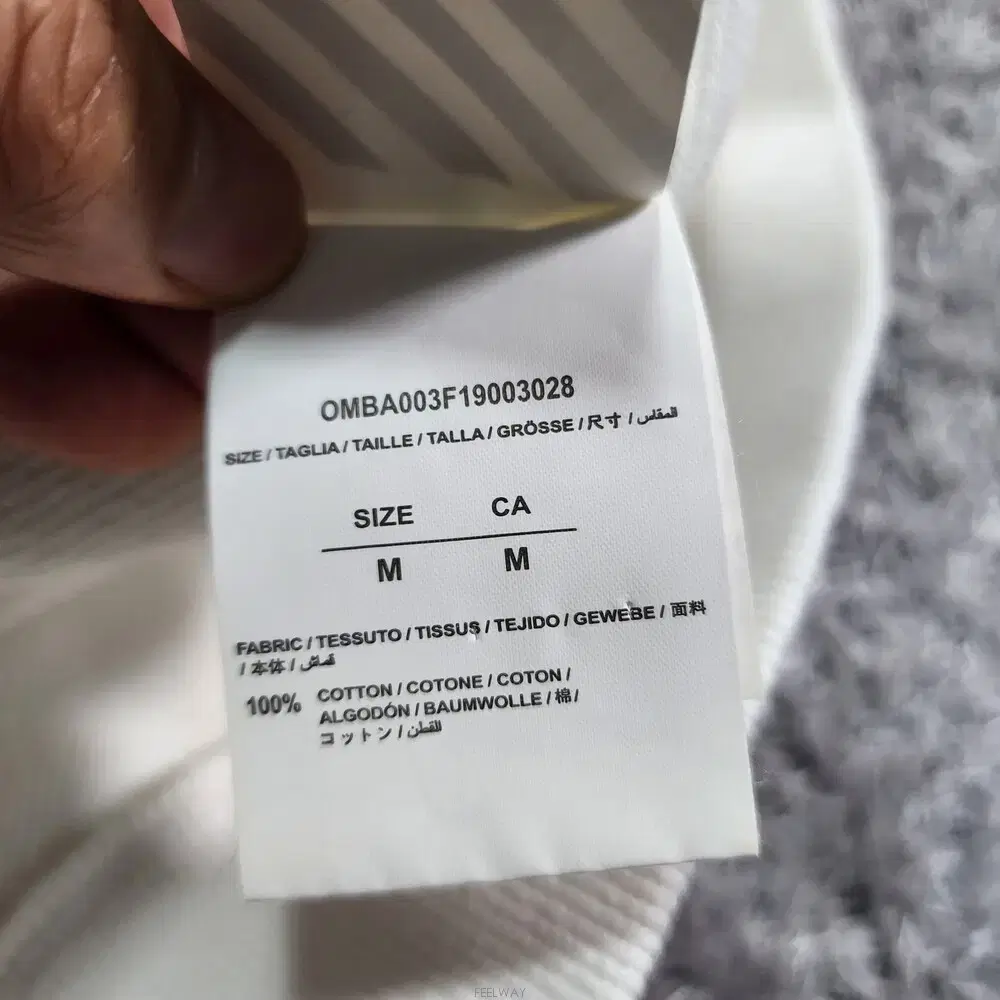 OMBA003F19003028
SIZE / TAGLIA / TAILLE / TALLA / GRÖSSE / 尺寸 / المقاس
SIZE CA
M M
FABRIC / TESSUTO / TISSUS / TEJIDO / GEWEBE / 面料
/ 本体 / قماش
100% COTTON / COTONE / COTON /
ALGODÓN / BAUMWOLLE / 棉 /
コットン / القطن
FEELWAY